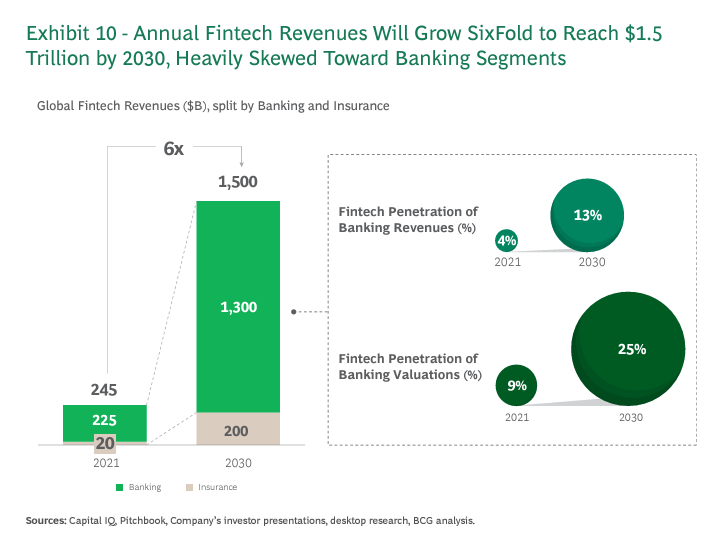 Exhibit 10 - Annual Fintech Revenues Will Grow SixFold to Reach $1.5
Trillion by 2030, Heavily Skewed Toward Banking Segments
Global Fintech Revenues ($B), split by Banking and Insurance
6x
1,500
1,300
200
2030
245
225
20
2021
Banking
Insurance
Fintech Penetration of
Banking Revenues (%)
4%
2021
13%
2030
Fintech Penetration of
Banking Valuations (%)
9%
2021
25%
2030
Sources: Capital IQ, Pitchbook, Company's investor presentations, desktop research, BCG analysis.